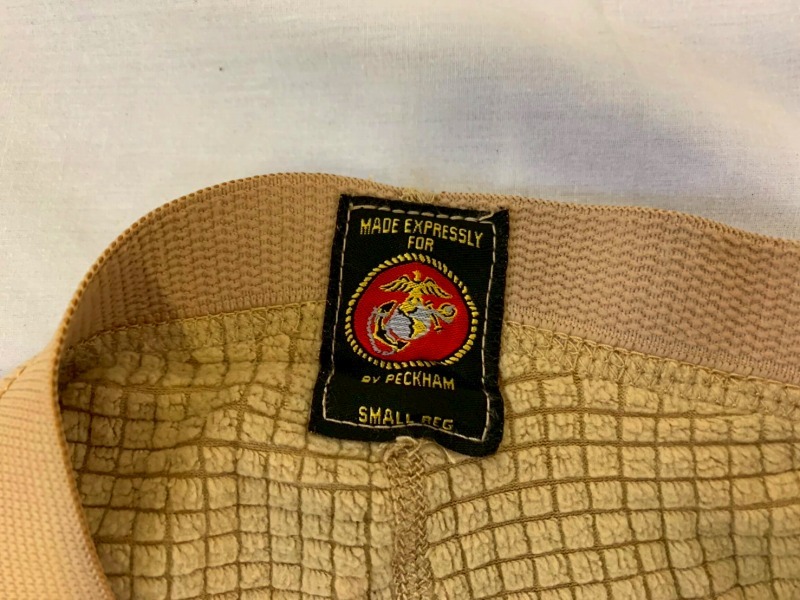 MADE EXPRESSLY
FOR
BY PECKHAM
SMALL REG